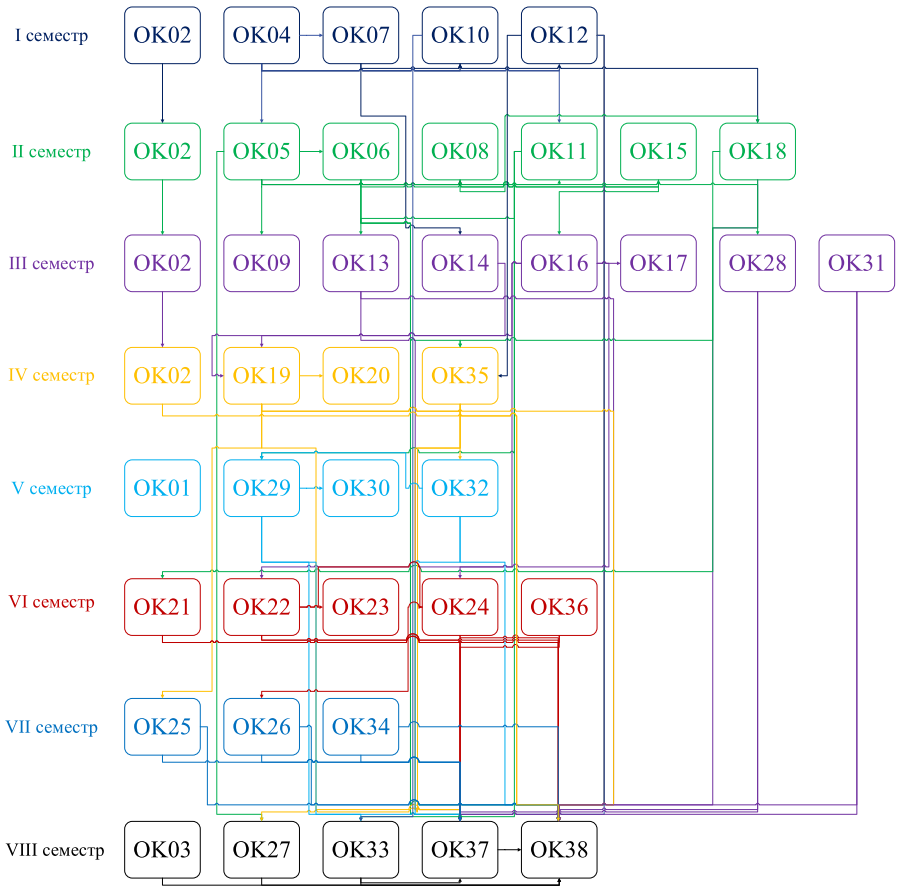 I семестр OK02 OK04 OK07 OK10 OK12
II семестр OK02 OK05 OK06 OK08 OK11 OK15 OK18
III семестр OK02 OK09 OK13 OK14 OK16 OK17 OK28 OK31
IV семестр OK02 OK19 OK20 OK35
V семестр OK01 OK29 OK30 OK32
VI семестр OK21 OK22 OK23 OK24 OK36
VII семестр OK25 OK26 OK34
VIII семестр OK03 OK27 OK33 OK37 OK38